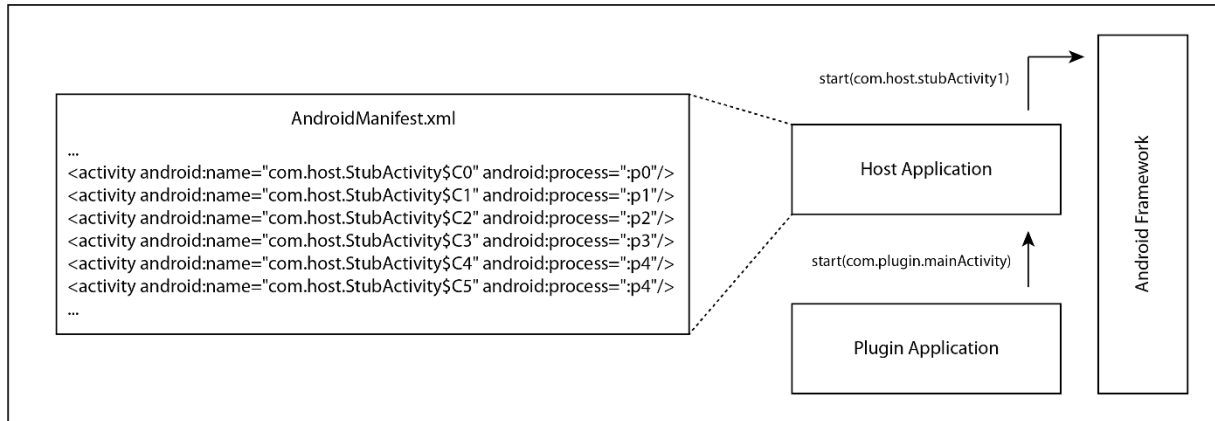 AndroidManifest.xml
...
<activity android:name="com.host.StubActivity$C0" android:process=":p0"/>
<activity android:name="com.host.StubActivity$C1" android:process=":p1"/>
<activity android:name="com.host.StubActivity$C2" android:process=":p2"/>
<activity android:name="com.host.StubActivity$C3" android:process=":p3"/>
<activity android:name="com.host.StubActivity$C4" android:process=":p4"/>
<activity android:name="com.host.StubActivity$C5" android:process=":p4"/>
...
start(com.host.stubActivity1)
Host Application
start(com.plugin.mainActivity)
Plugin Application
Android Framework